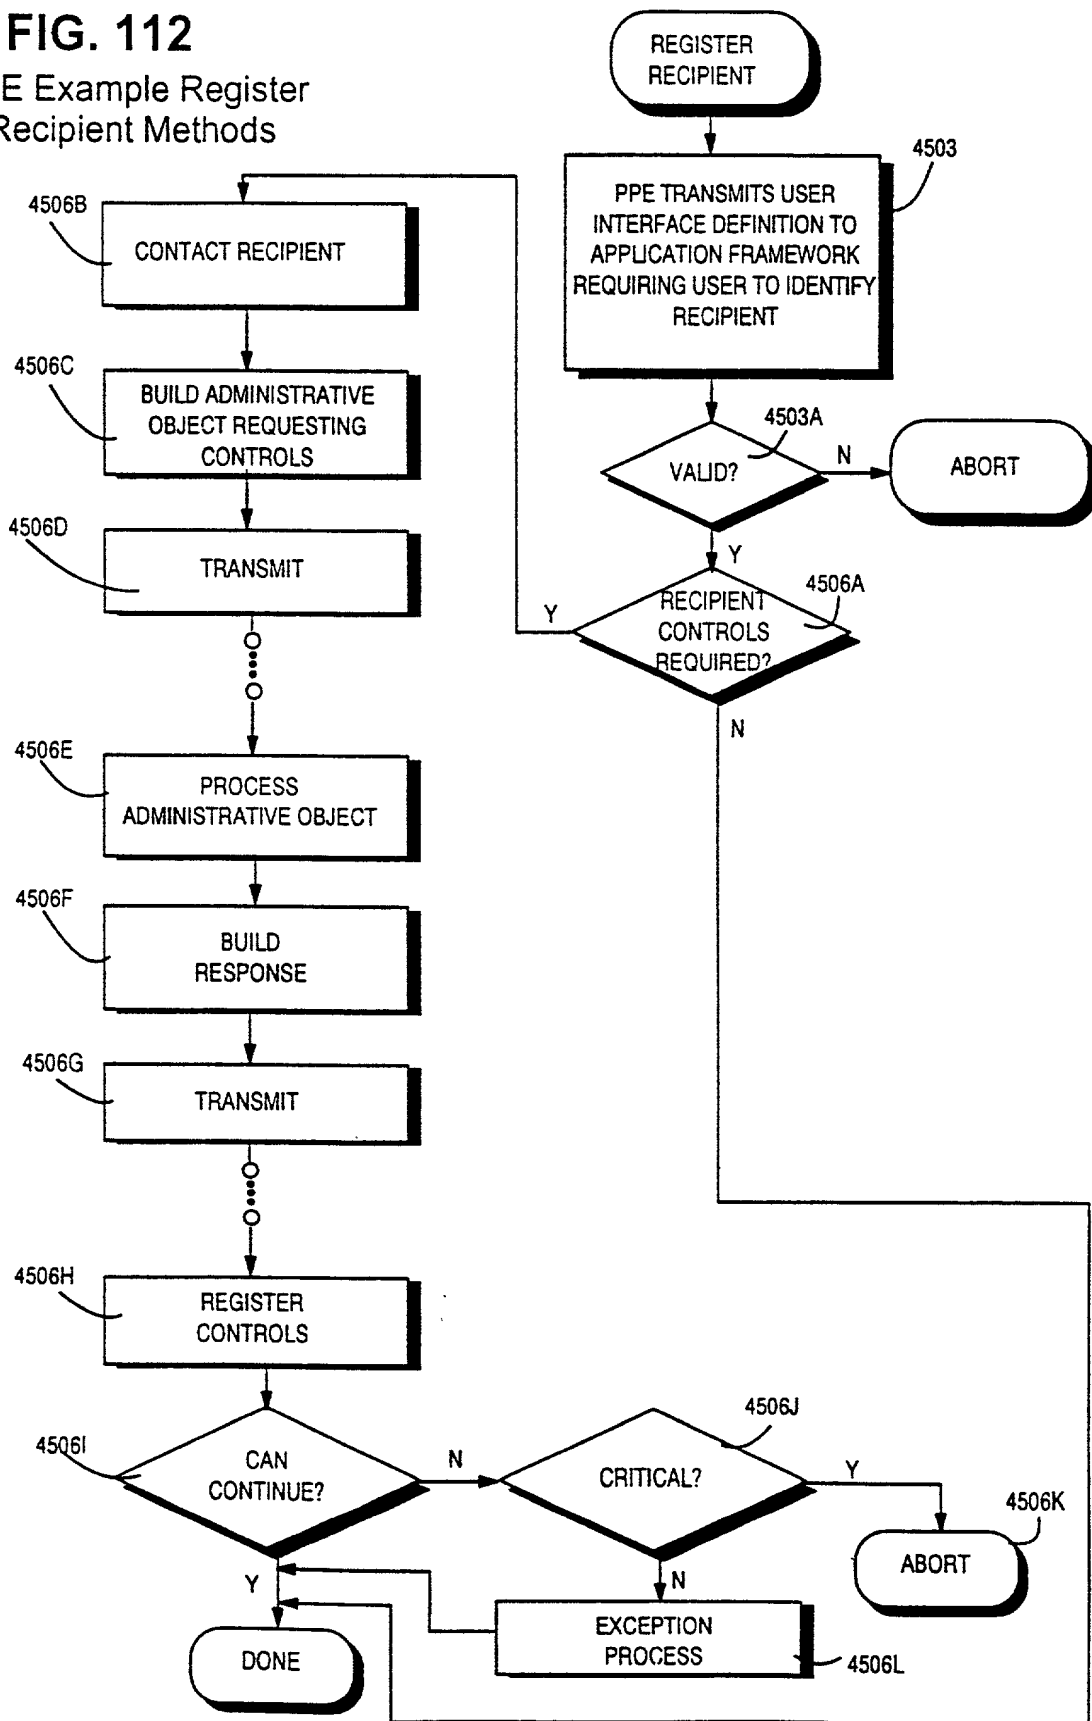 FIG. 112
E Example Register
Recipient Methods
REGISTER
RECIPIENT
4503
PPE TRANSMITS USER
INTERFACE DEFINITION TO
APPLICATION FRAMEWORK
REQUIRING USER TO IDENTIFY
RECIPIENT
4503A
VALID?
N
ABORT
Y
4506A
RECIPIENT
CONTROLS
REQUIRED?
Y
N
4506B
CONTACT RECIPIENT
4506C
BUILD ADMINISTRATIVE
OBJECT REQUESTING
CONTROLS
4506D
TRANSMIT
4506E
PROCESS
ADMINISTRATIVE OBJECT
4506F
BUILD
RESPONSE
4506G
TRANSMIT
4506H
REGISTER
CONTROLS
4506I
CAN
CONTINUE?
N
4506J
CRITICAL?
Y
4506K
ABORT
Y
N
EXCEPTION
PROCESS
4506L
DONE